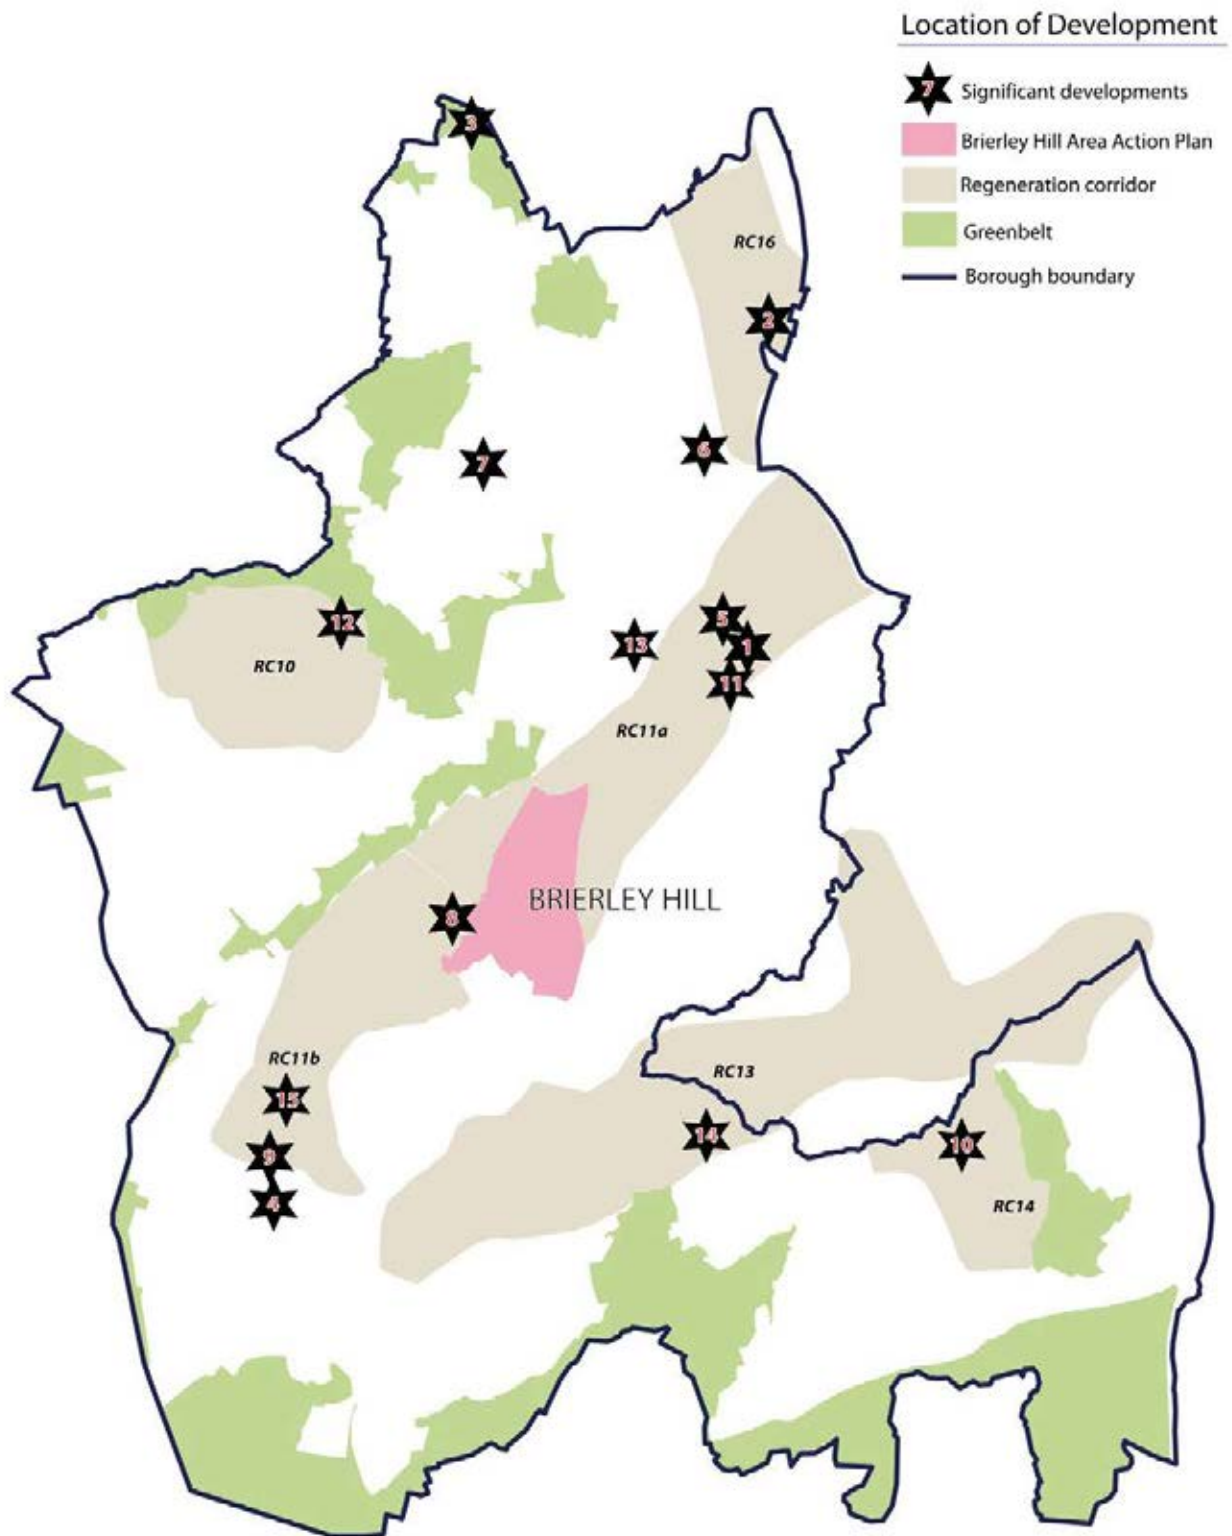 Location of Development
7 Significant developments
Brierley Hill Area Action Plan
Regeneration corridor
Greenbelt
Borough boundary
3
RC16
2
7
6
5
12
13
1
RC10
11
RC11a
BRIERLEY HILL
8
RC11b
RC13
15
14
10
9
4
RC14